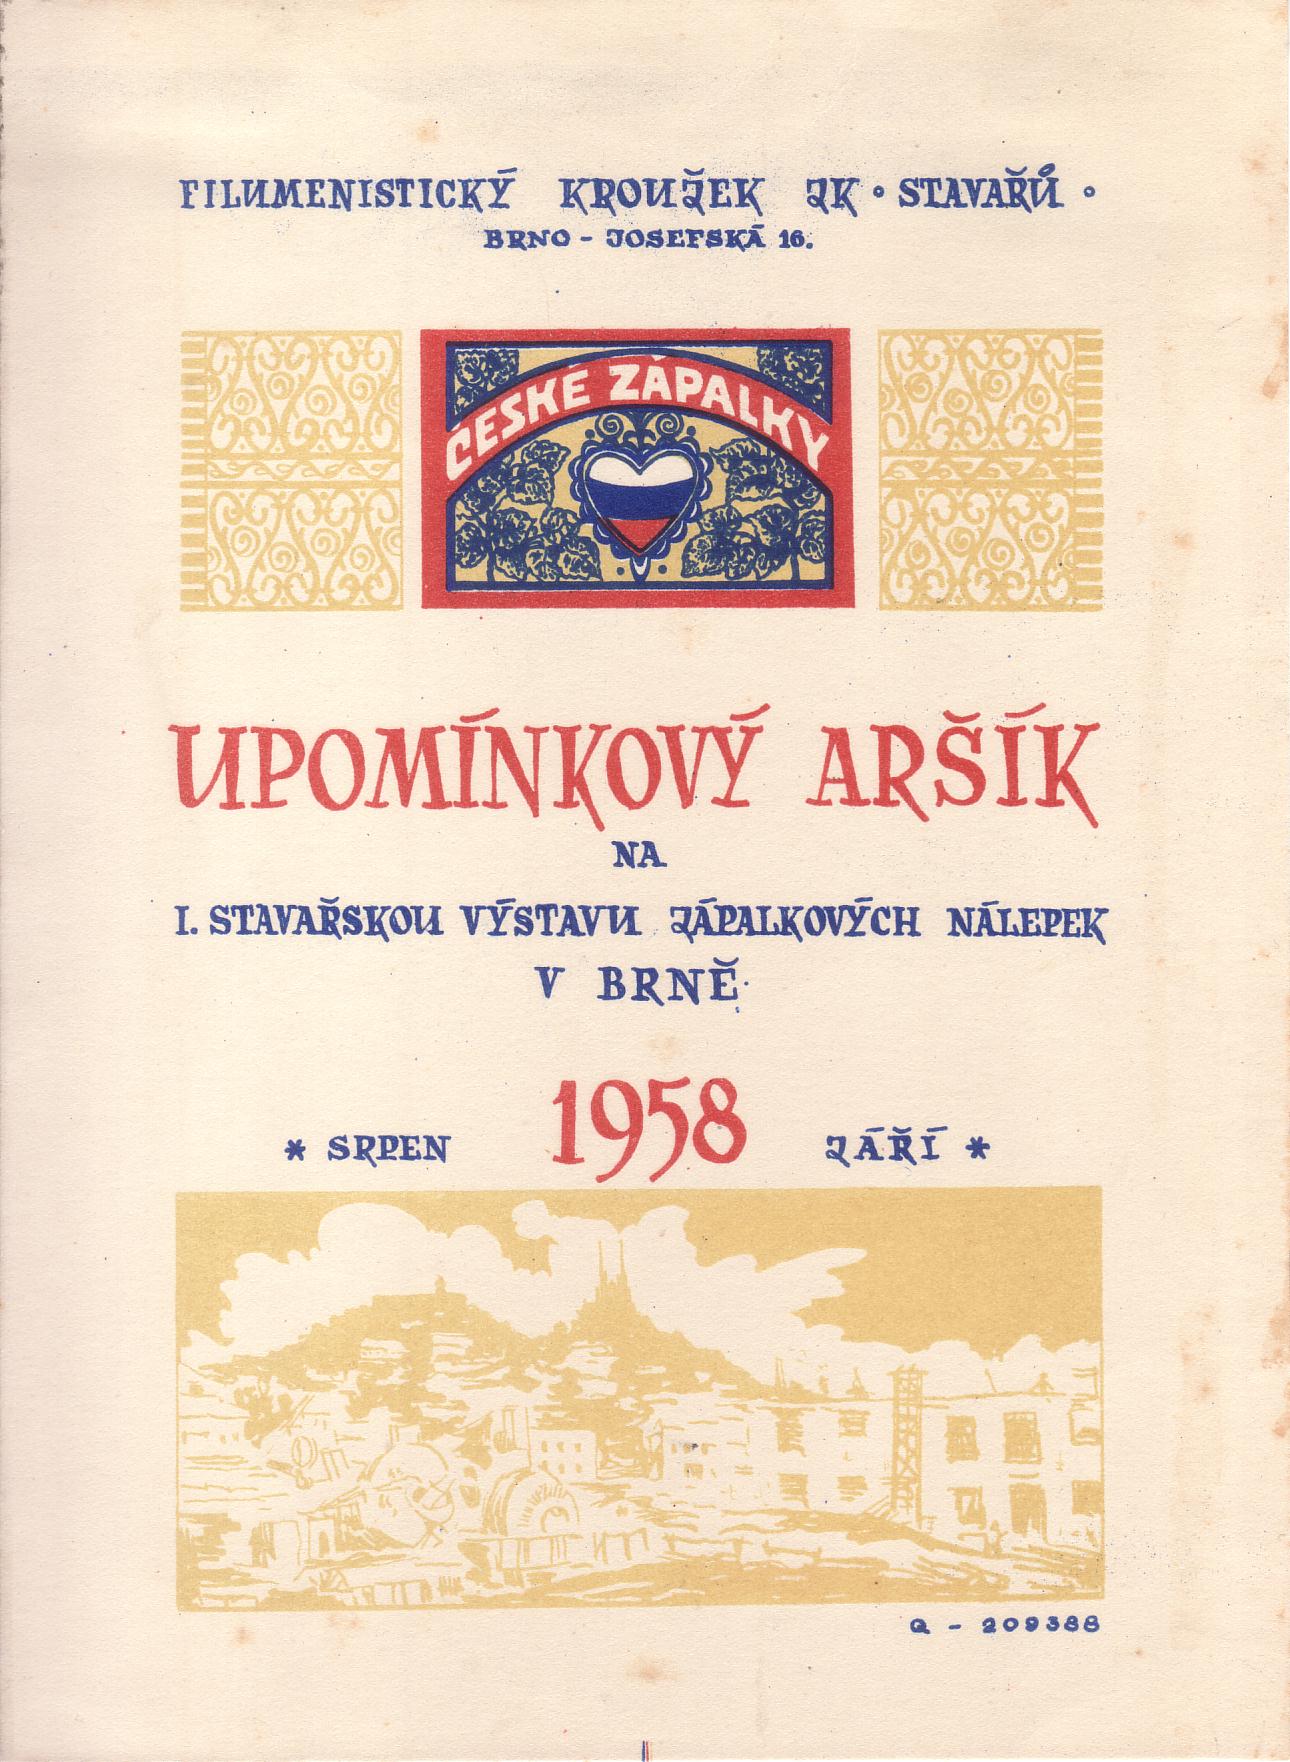 FILUMENISTICKÝ KROUŽEK ZK • STAVAŘŮ •
BRNO - JOSEFSKÁ 16.
ČESKÉ ZÁPALKY
UPOMÍNKOVÝ ARŠÍK
NA
I. STAVAŘSKOU VÝSTAVU ZÁPALKOVÝCH NÁLEPEK
V BRNĚ
1958
* SRPEN ZÁŘÍ *
Q - 209388